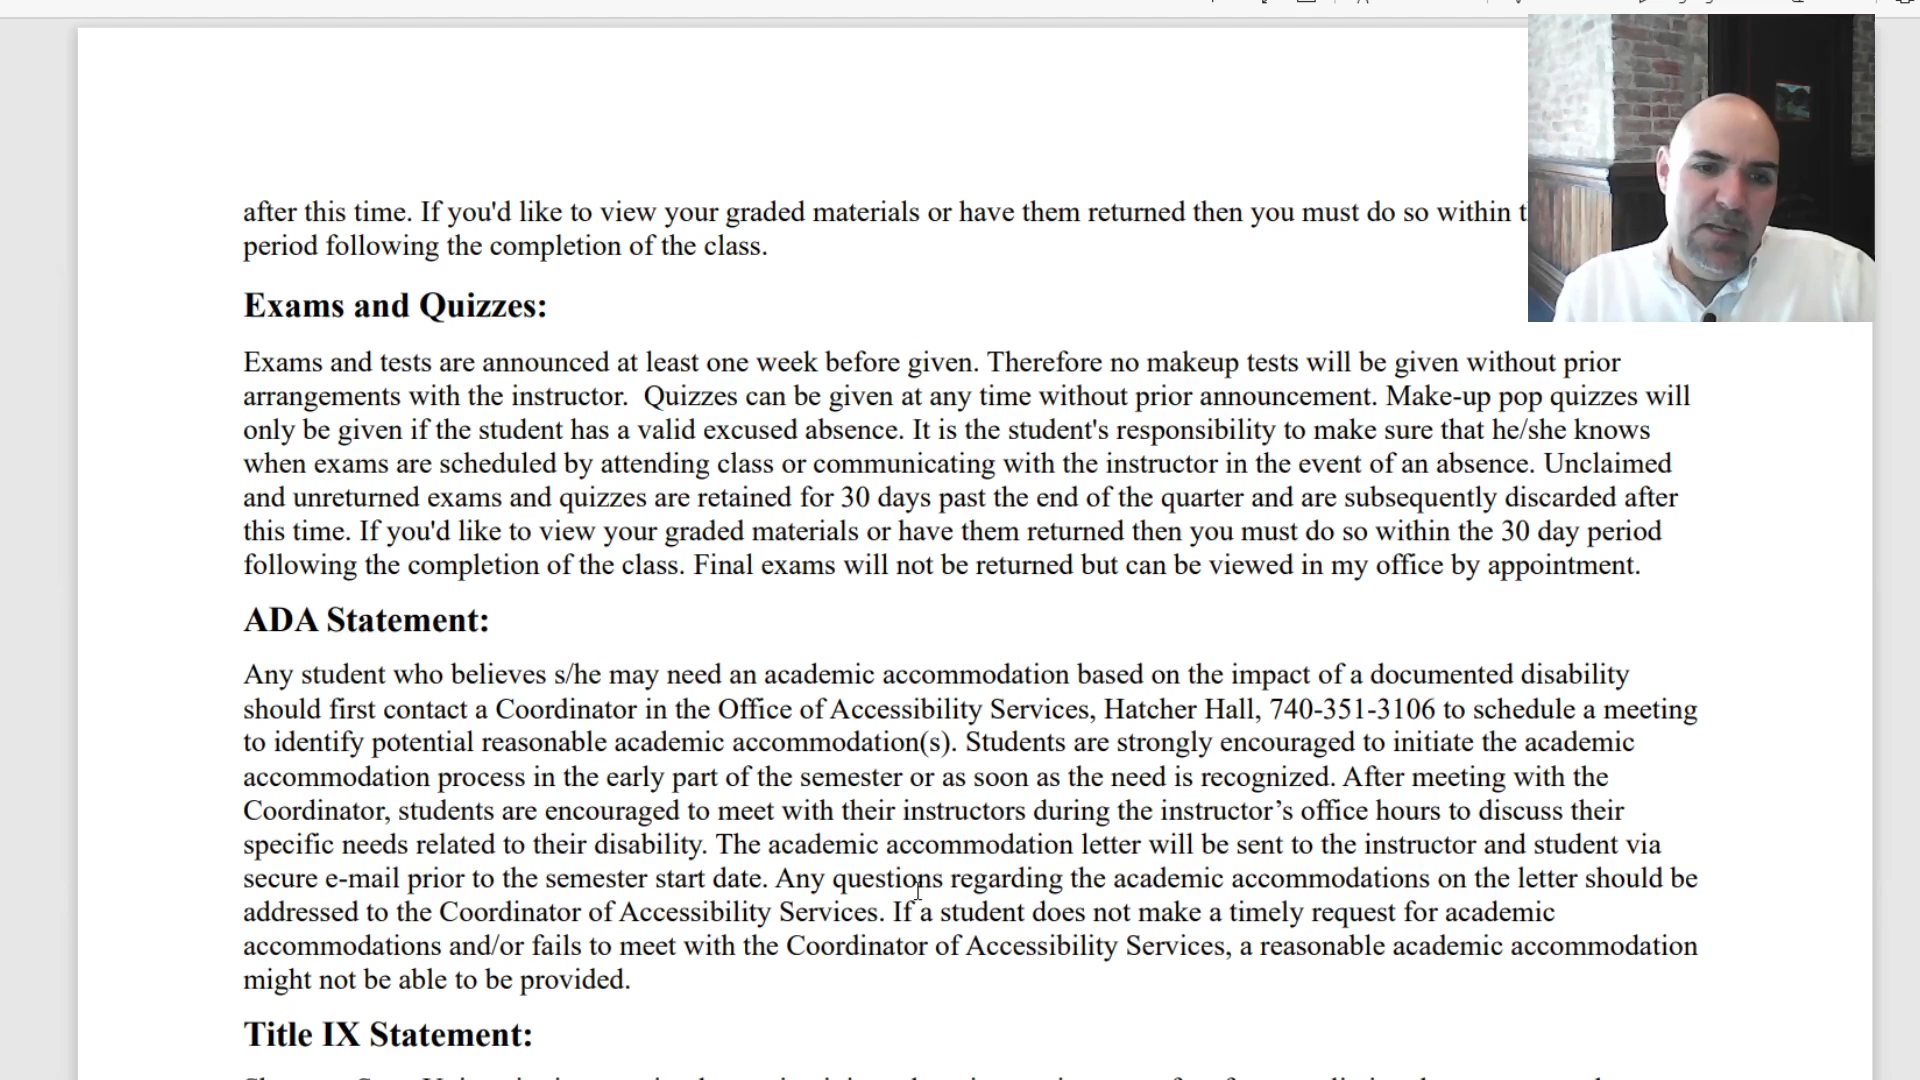 after this time. If you'd like to view your graded materials or have them returned then you must do so within
period following the completion of the class.
Exams and Quizzes:
Exams and tests are announced at least one week before given. Therefore no makeup tests will be given without prior
arrangements with the instructor.  Quizzes can be given at any time without prior announcement. Make-up pop quizzes will
only be given if the student has a valid excused absence. It is the student's responsibility to make sure that he/she knows
when exams are scheduled by attending class or communicating with the instructor in the event of an absence. Unclaimed
and unreturned exams and quizzes are retained for 30 days past the end of the quarter and are subsequently discarded after
this time. If you'd like to view your graded materials or have them returned then you must do so within the 30 day period
following the completion of the class. Final exams will not be returned but can be viewed in my office by appointment.
ADA Statement:
Any student who believes s/he may need an academic accommodation based on the impact of a documented disability
should first contact a Coordinator in the Office of Accessibility Services, Hatcher Hall, 740-351-3106 to schedule a meeting
to identify potential reasonable academic accommodation(s). Students are strongly encouraged to initiate the academic
accommodation process in the early part of the semester or as soon as the need is recognized. After meeting with the
Coordinator, students are encouraged to meet with their instructors during the instructor’s office hours to discuss their
specific needs related to their disability. The academic accommodation letter will be sent to the instructor and student via
secure e-mail prior to the semester start date. Any questions regarding the academic accommodations on the letter should be
addressed to the Coordinator of Accessibility Services. If a student does not make a timely request for academic
accommodations and/or fails to meet with the Coordinator of Accessibility Services, a reasonable academic accommodation
might not be able to be provided.
Title IX Statement: